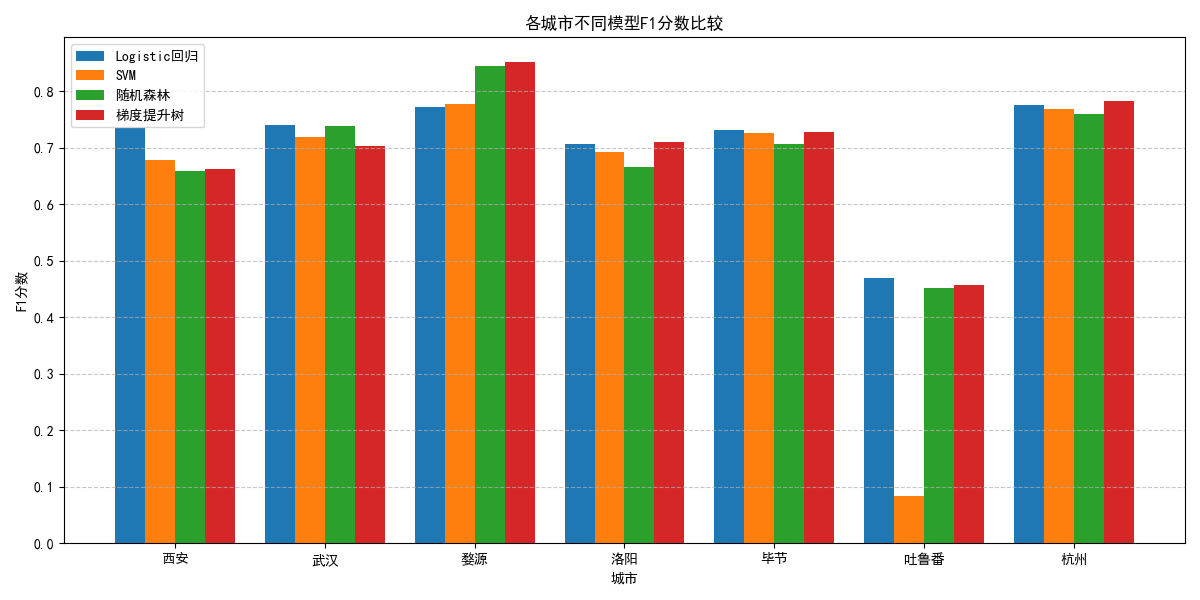 各城市不同模型F1分数比较
Logistic回归
SVM
随机森林
梯度提升树
F1分数
0.8
0.7
0.6
0.5
0.4
0.3
0.2
0.1
0.0
西安 武汉 婺源 洛阳 毕节 吐鲁番 杭州
城市